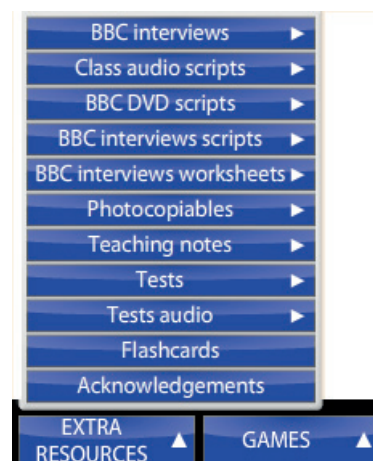 BBC interviews
Class audio scripts
BBC DVD scripts
BBC interviews scripts
BBC interviews worksheets
Photocopiables
Teaching notes
Tests
Tests audio
Flashcards
Acknowledgements
EXTRA
RESOURCES
GAMES